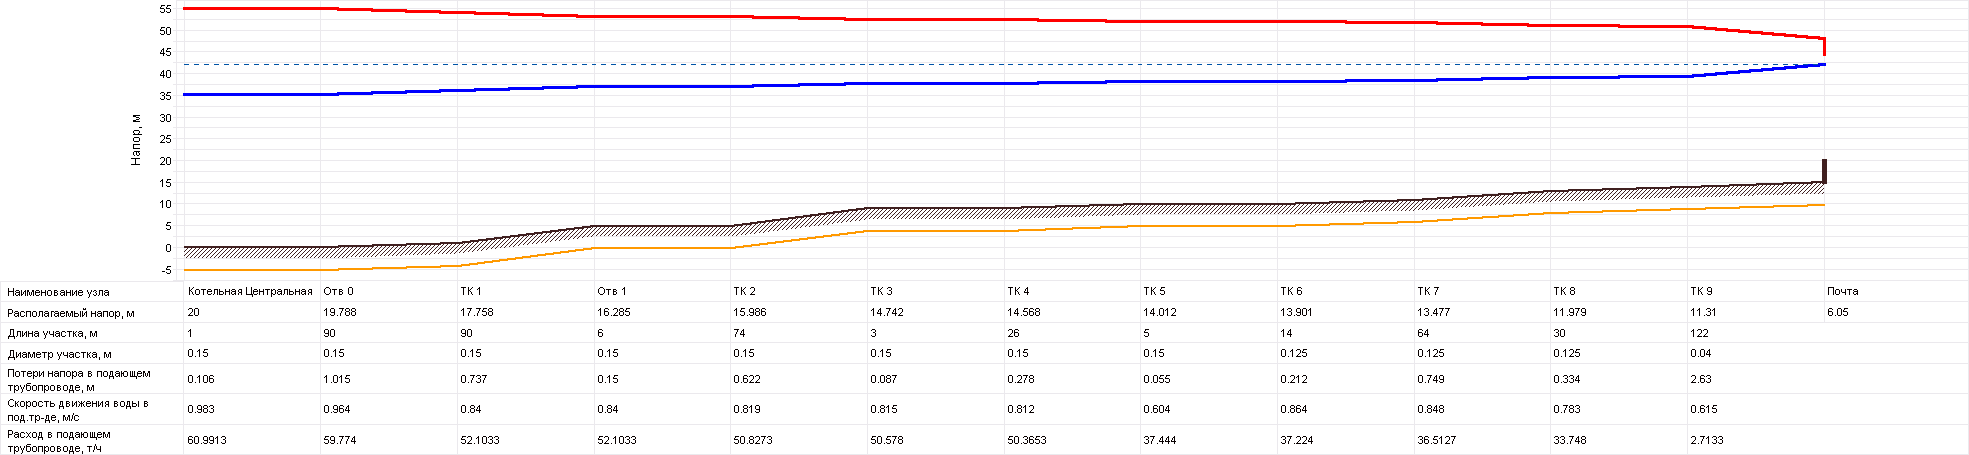 55
50
45
40
35
30
25
20
15
10
5
0
-5
Напор, м
Наименование узла Котельная Центральная Отв 0 ТК 1 Отв 1 ТК 2 ТК 3 ТК 4 ТК 5 ТК 6 ТК 7 ТК 8 ТК 9 Почта
Располагаемый напор, м 20 19.788 17.758 16.285 15.986 14.742 14.568 14.012 13.901 13.477 11.979 11.31 6.05
Длина участка, м 1 90 90 6 74 3 26 5 14 64 30 122
Диаметр участка, м 0.15 0.15 0.15 0.15 0.15 0.15 0.15 0.15 0.125 0.125 0.125 0.04
Потери напора в подающем
трубопроводе, м 0.106 1.015 0.737 0.15 0.622 0.087 0.278 0.055 0.212 0.749 0.334 2.63
Скорость движения воды в
под.тр-де, м/с 0.983 0.964 0.84 0.84 0.819 0.815 0.812 0.604 0.864 0.848 0.783 0.615
Расход в подающем
трубопроводе, т/ч 60.9913 59.774 52.1033 52.1033 50.8273 50.578 50.3653 37.444 37.224 36.5127 33.748 2.7133